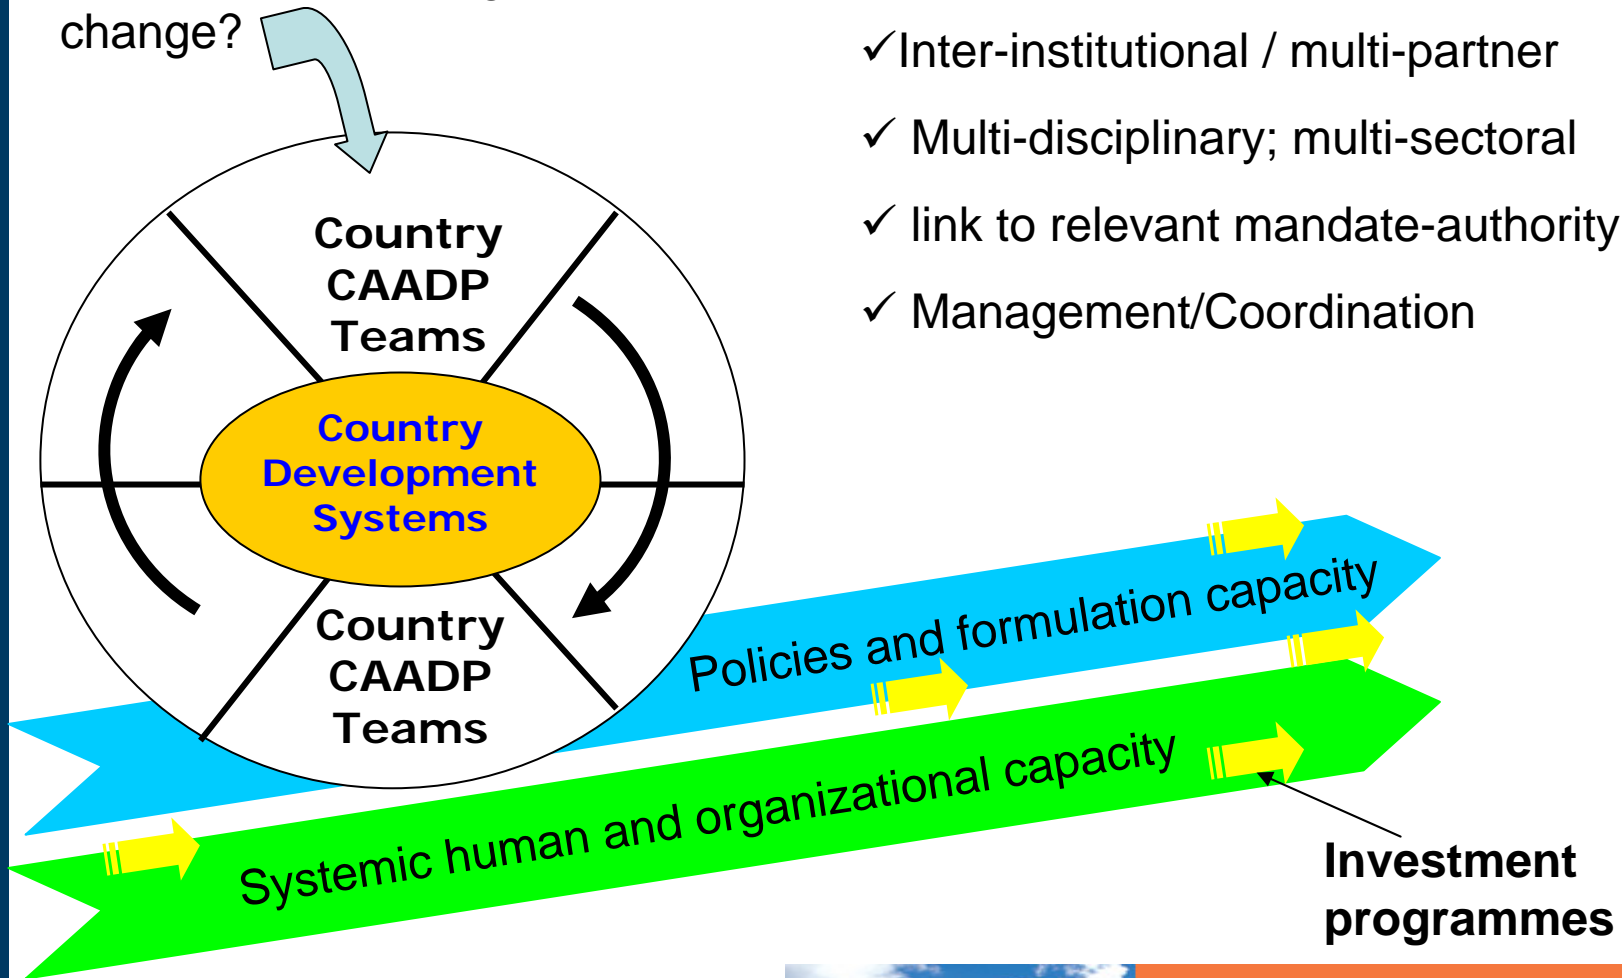 change?
✓Inter-institutional / multi-partner
✓ Multi-disciplinary; multi-sectoral
✓ link to relevant mandate-authority
✓ Management/Coordination
Country
CAADP
Teams
Country
Development
Systems
Country
CAADP
Teams
Policies and formulation capacity
Systemic human and organizational capacity
Investment
programmes